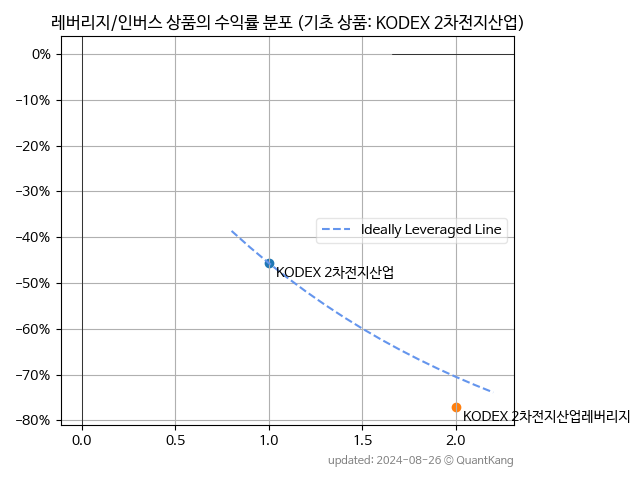 레버리지/인버스 상품의 수익률 분포 (기초 상품: KODEX 2차전지산업)
0%
-10%
-20%
-30%
-40%
-50%
-60%
-70%
-80%
Ideally Leveraged Line
KODEX 2차전지산업
KODEX 2차전지산업레버리지
0.0 0.5 1.0 1.5 2.0
updated: 2024-08-26 © QuantKang